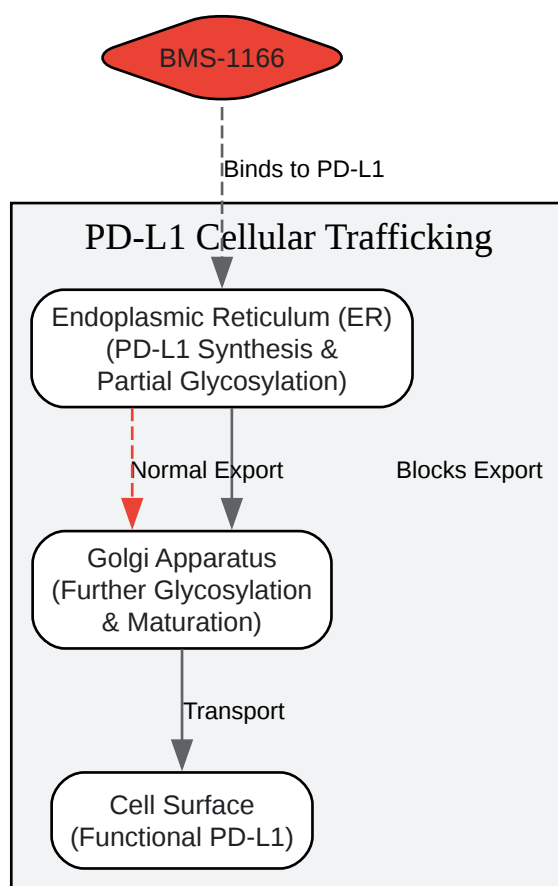 BMS-1166
Binds to PD-L1
PD-L1 Cellular Trafficking
Endoplasmic Reticulum (ER)
(PD-L1 Synthesis &
Partial Glycosylation)
Normal Export
Blocks Export
Golgi Apparatus
(Further Glycosylation
& Maturation)
Transport
Cell Surface
(Functional PD-L1)